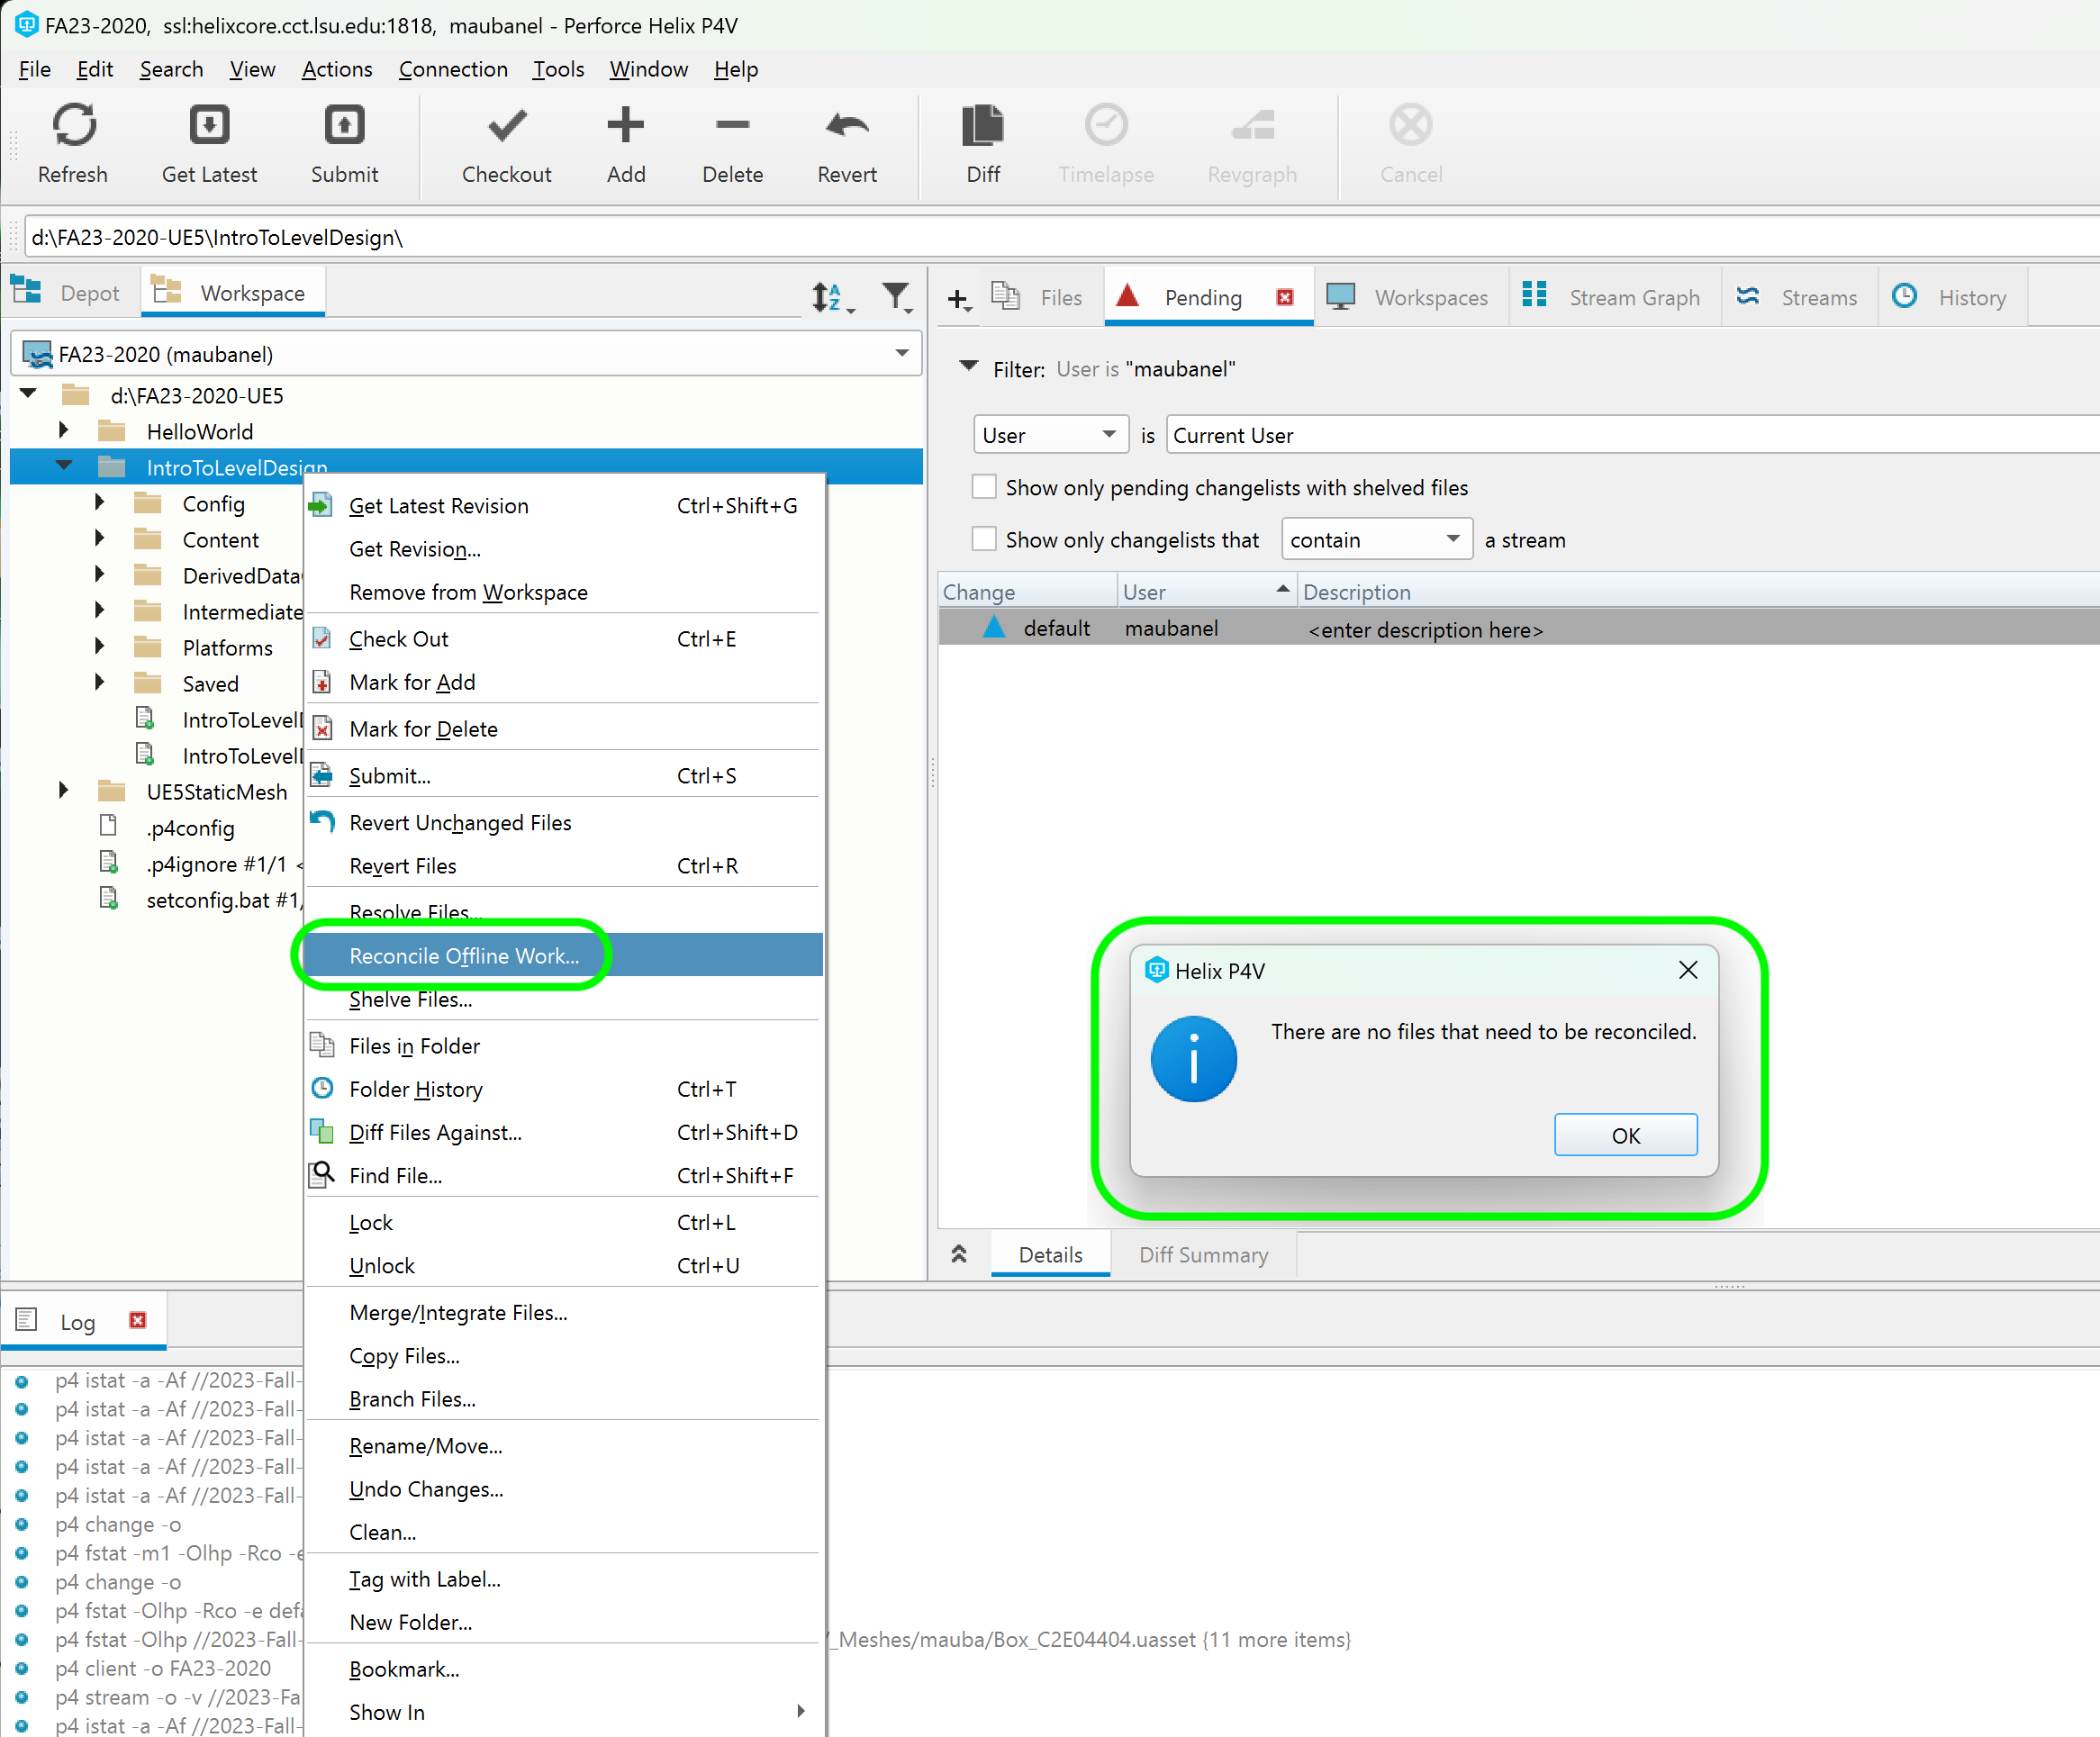 FA23-2020, ssl:helixcore.cct.lsu.edu:1818, maubanel - Perforce Helix P4V
File Edit Search View Actions Connection Tools Window Help
Refresh Get Latest Submit Checkout Add Delete Revert Diff Timelapse Revgraph Cancel
d:\FA23-2020-UE5\IntroToLevelDesign\
Depot Workspace
FA23-2020 (maubanel)
d:\FA23-2020-UE5
HelloWorld
IntroToLevelDesign
Config
Content
DerivedData
Intermediate
Platforms
Saved
IntroToLevel
IntroToLevel
UE5StaticMesh
.p4config
.p4ignore #1/1 <
setconfig.bat #1/
Get Latest Revision Ctrl+Shift+G
Get Revision...
Remove from Workspace
Check Out Ctrl+E
Mark for Add
Mark for Delete
Submit... Ctrl+S
Revert Unchanged Files
Revert Files Ctrl+R
Resolve Files...
Reconcile Offline Work...
Shelve Files...
Files in Folder
Folder History Ctrl+T
Diff Files Against... Ctrl+Shift+D
Find File... Ctrl+Shift+F
Lock Ctrl+L
Unlock Ctrl+U
Merge/Integrate Files...
Copy Files...
Branch Files...
Rename/Move...
Undo Changes...
Clean...
Tag with Label...
New Folder...
Bookmark...
Show In
Files Pending Workspaces Stream Graph Streams History
Filter: User is "maubanel"
User is Current User
Show only pending changelists with shelved files
Show only changelists that contain a stream
Change User Description
default maubanel <enter description here>
Helix P4V
There are no files that need to be reconciled.
OK
Details Diff Summary
Log
p4 istat -a -Af //2023-Fall-
p4 istat -a -Af //2023-Fall-
p4 istat -a -Af //2023-Fall-
p4 istat -a -Af //2023-Fall-
p4 istat -a -Af //2023-Fall-
p4 change -o
p4 fstat -m1 -Olhp -Rco -e
p4 change -o
p4 fstat -Olhp -Rco -e defa
p4 fstat -Olhp //2023-Fall- /_Meshes/mauba/Box_C2E04404.uasset {11 more items}
p4 client -o FA23-2020
p4 stream -o -v //2023-Fa
p4 istat -a -Af //2023-Fall-